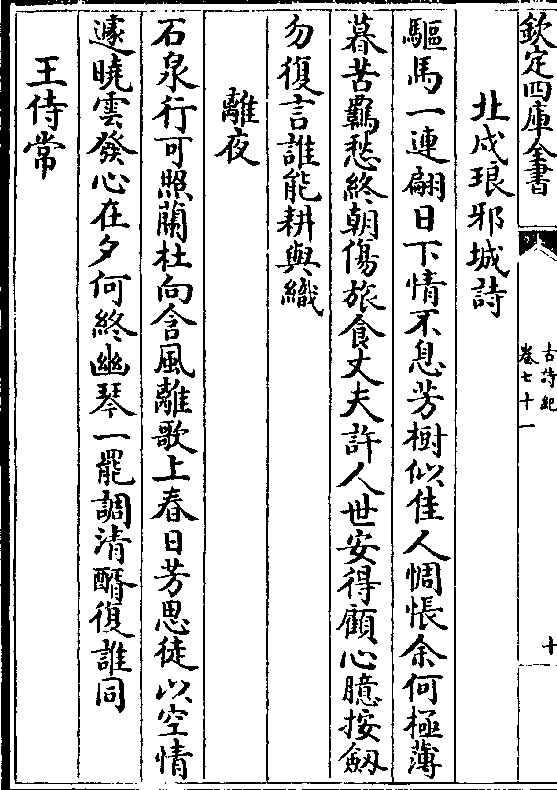 欽定四庫全書
古詩紀
卷七十一
十
北戍琅邪城詩
驅馬一連翩日下情不息芳樹似佳人惆悵余何極薄
暮苦羈愁終朝傷旅食丈夫許人世安得顧心臆按劔
勿復言誰能耕與織
離夜
石泉行可照蘭杜向含風離歌上春日芳思徒以空情
遽曉雲發心在夕何終幽琴一罷調清醑復誰同
王侍常